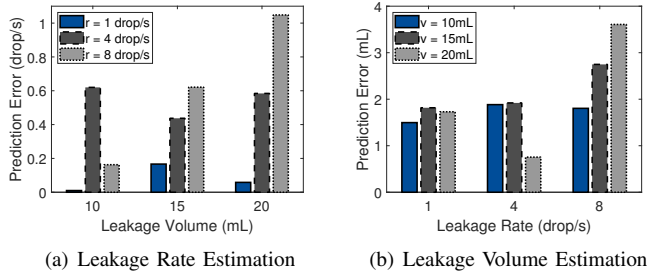 Prediction Error (drop/s)
1
0.8
0.6
0.4
0.2
0
r = 1 drop/s
r = 4 drop/s
r = 8 drop/s
10 15 20
Leakage Volume (mL)
(a) Leakage Rate Estimation
Prediction Error (mL)
4
3
2
1
0
v = 10mL
v = 15mL
v = 20mL
1 4 8
Leakage Rate (drop/s)
(b) Leakage Volume Estimation